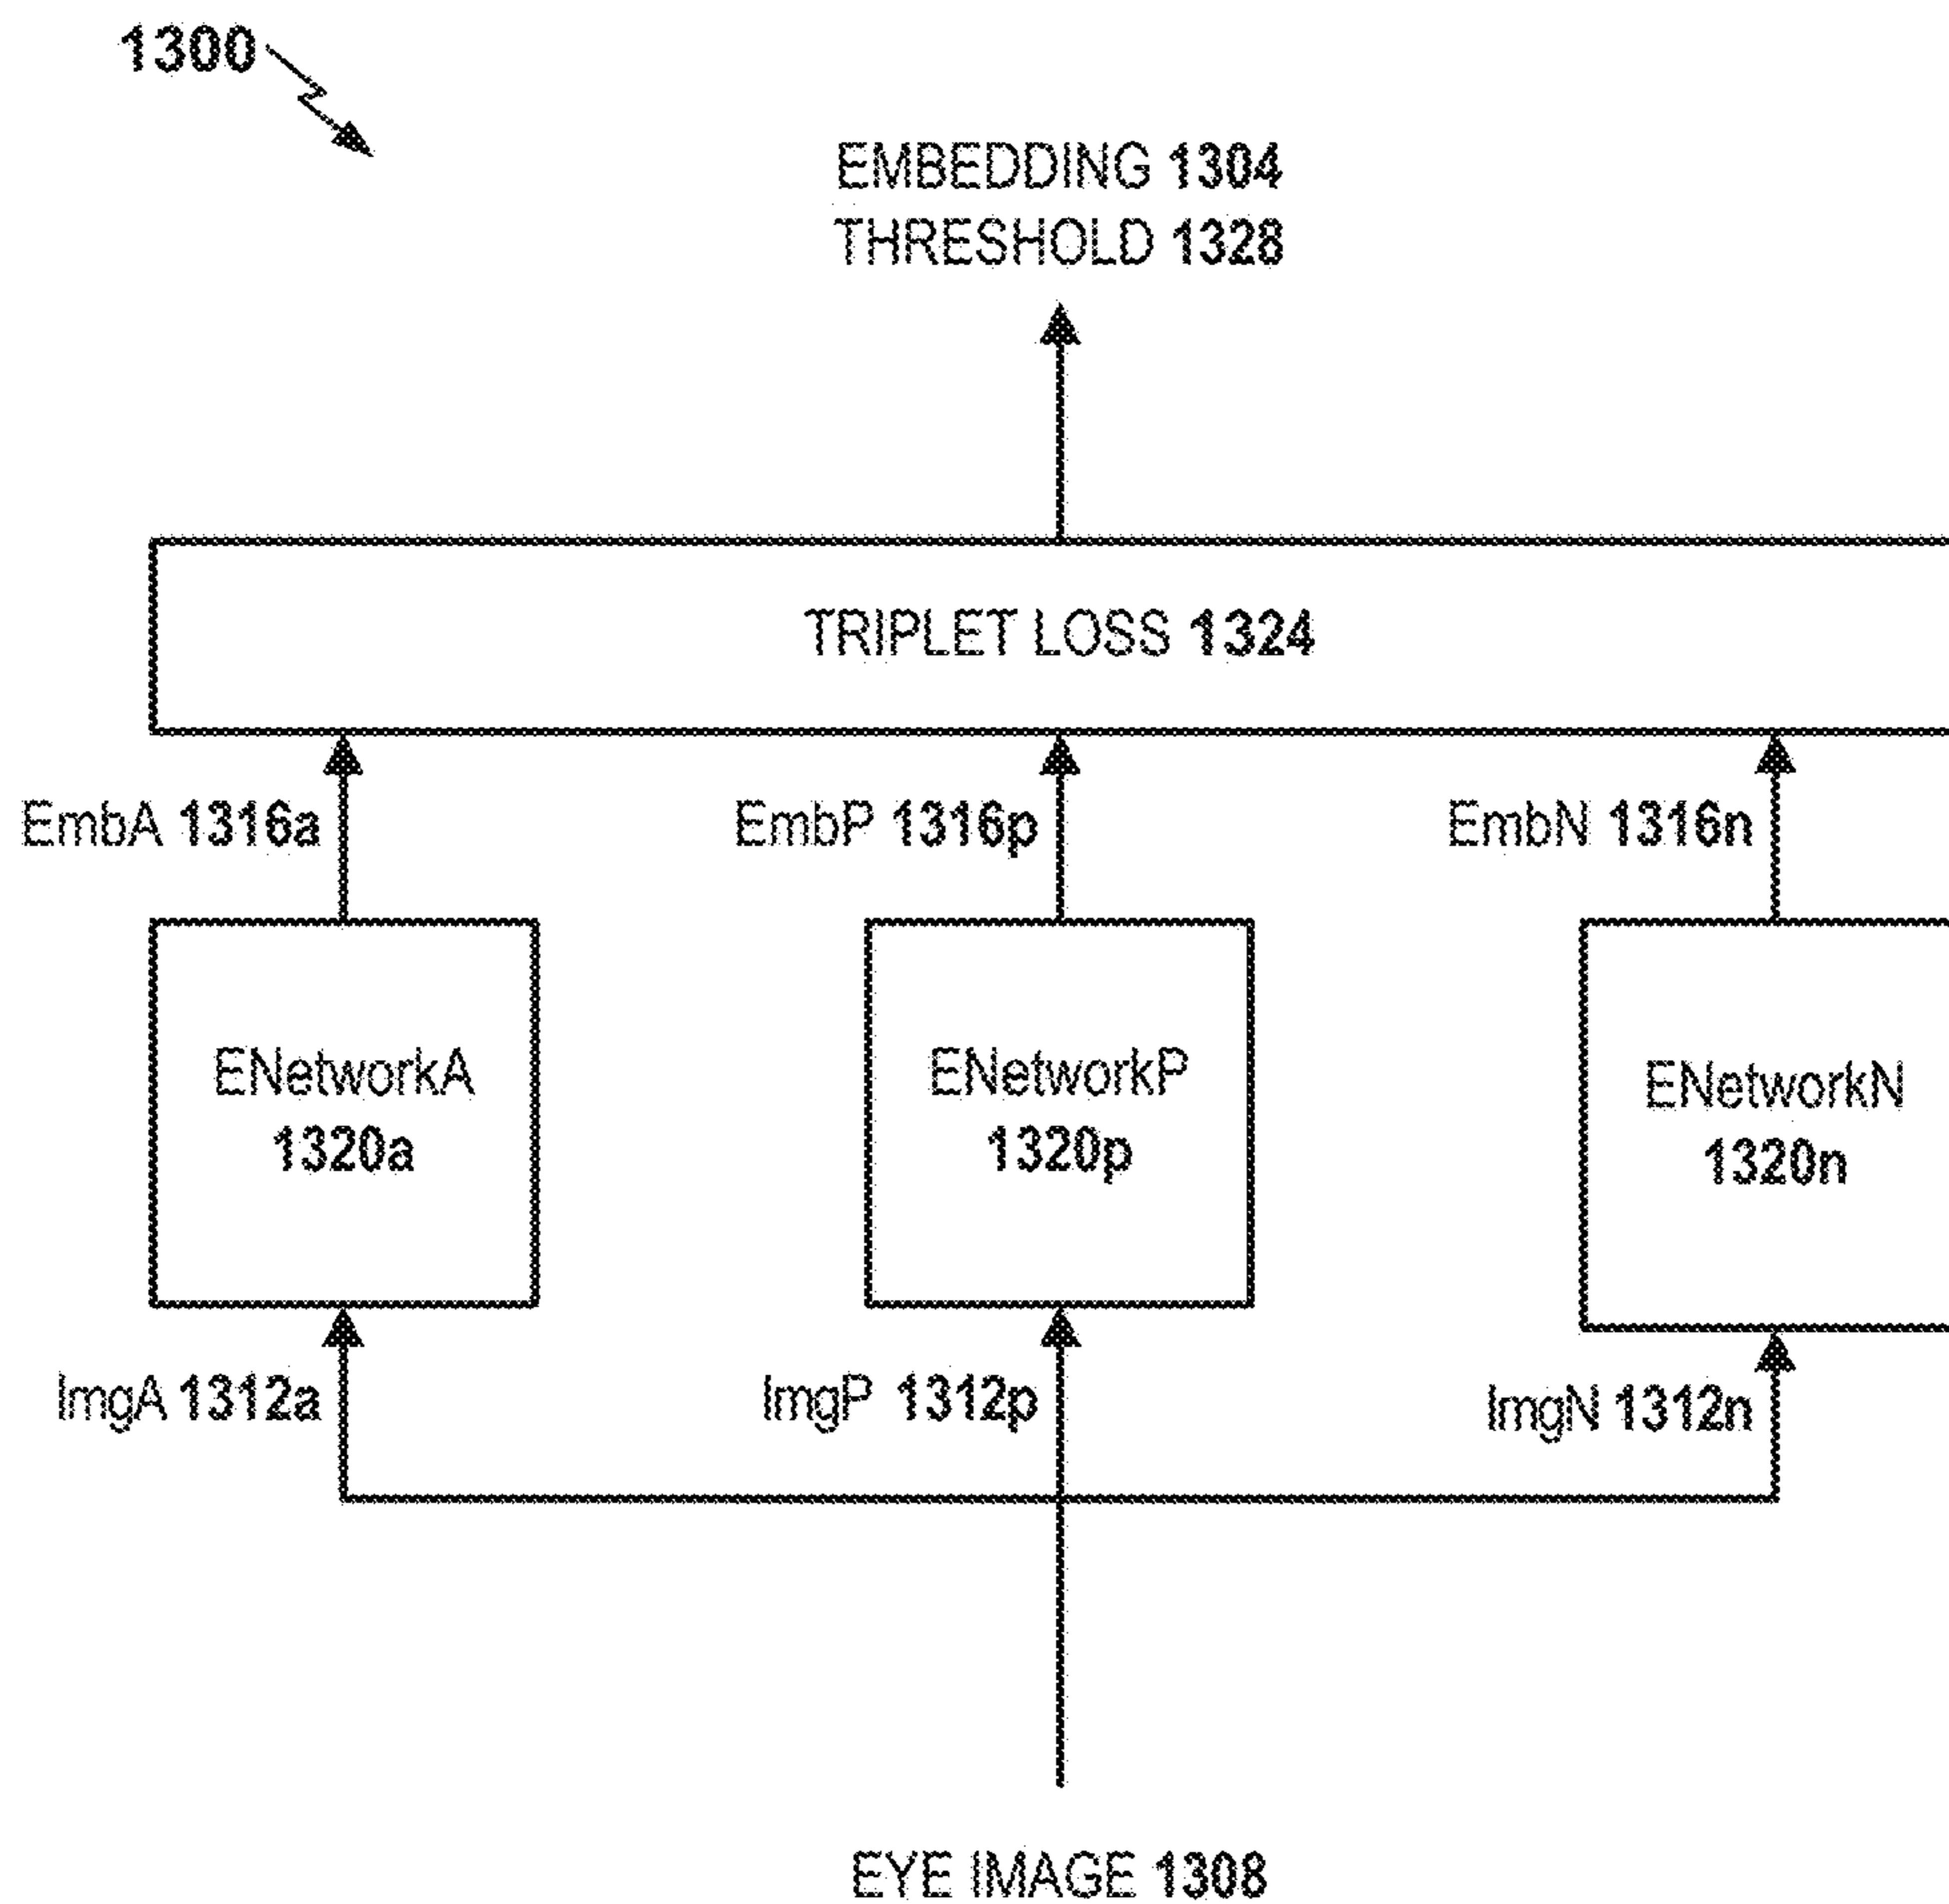 1300
EMBEDDING 1304
THRESHOLD 1328
TRIPLET LOSS 1324
EmbA 1316a
EmbP 1316p
EmbN 1316n
ENetworkA
1320a
ENetworkP
1320p
ENetworkN
1320n
ImgA 1312a
ImgP 1312p
ImgN 1312n
EYE IMAGE 1308